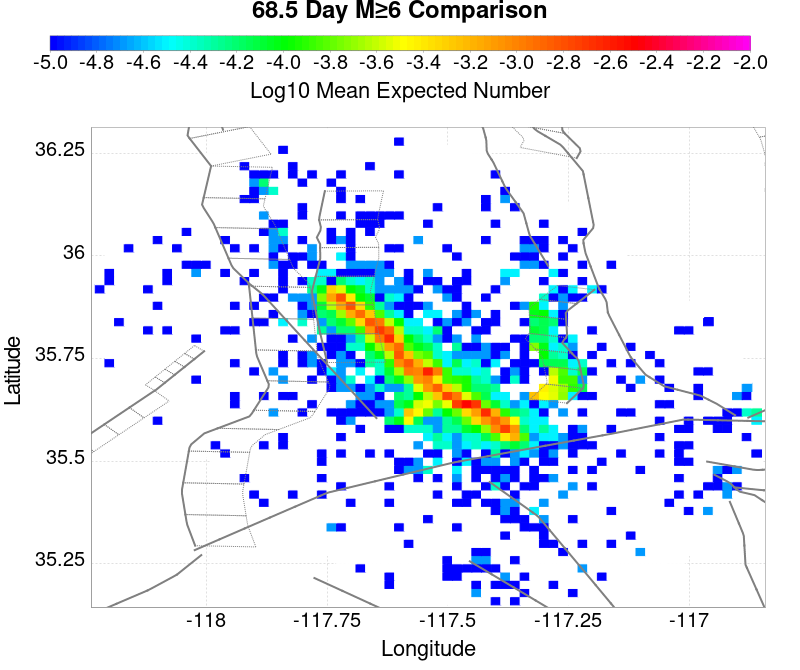 68.5 Day M≥6 Comparison
-5.0 -4.8 -4.6 -4.4 -4.2 -4.0 -3.8 -3.6 -3.4 -3.2 -3.0 -2.8 -2.6 -2.4 -2.2 -2.0
Log10 Mean Expected Number
36.25
36
35.75
35.5
35.25
Latitude
-118 -117.75 -117.5 -117.25 -117
Longitude